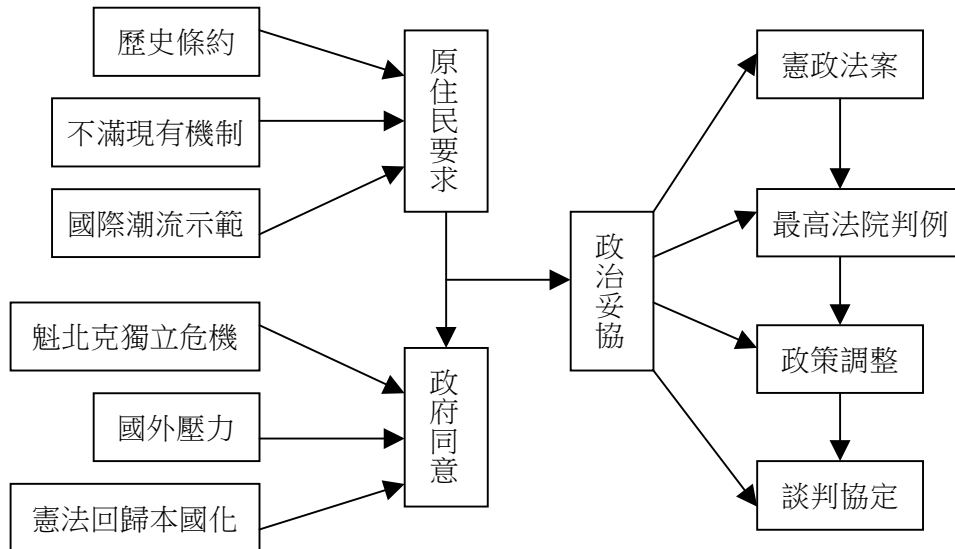 歷史條約
不滿現有機制
國際潮流示範
魁北克獨立危機
國外壓力
憲法回歸本國化
原住民要求
政府同意
政治妥協
憲政法案
最高法院判例
政策調整
談判協定